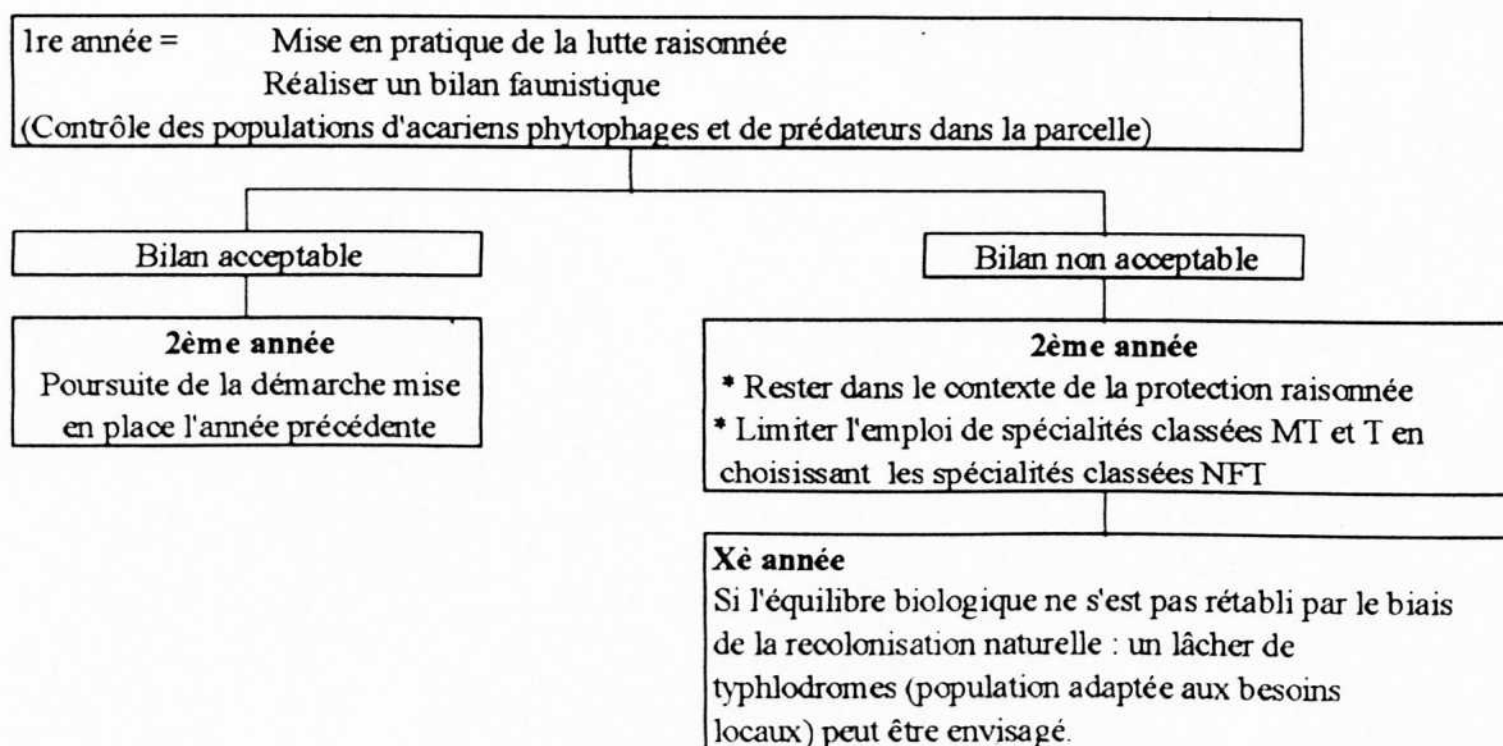 1re année = Mise en pratique de la lutte raisonnée
Réaliser un bilan faunistique
(Contrôle des populations d'acariens phytophages et de prédateurs dans la parcelle)
Bilan acceptable
Bilan non acceptable
2ème année
Poursuite de la démarche mise
en place l'année précédente
2ème année
* Rester dans le contexte de la protection raisonnée
* Limiter l'emploi de spécialités classées MT et T en
choisissant les spécialités classées NFT
Xè année
Si l'équilibre biologique ne s'est pas rétabli par le biais
de la recolonisation naturelle : un lâcher de
typhlodromes (population adaptée aux besoins
locaux) peut être envisagé.